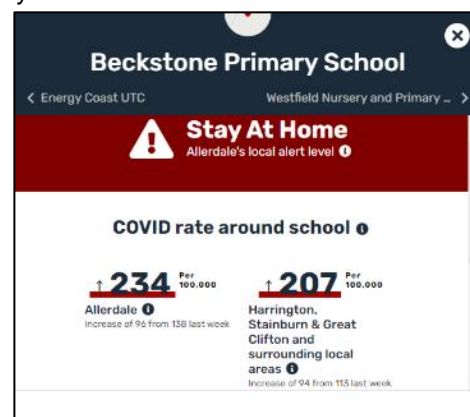 Beckstone Primary School
< Energy Coast UTC Westfield Nursery and Primary ... >
Stay At Home
Allerdale's local alert level
COVID rate around school
↑ 234 Per 100.000
↑ 207 Per 100.000
Allerdale
Increase of 96 from 138 last week
Harrington,
Stainburn & Great
Clifton and
surrounding local
areas
Increase of 94 from 113 last week